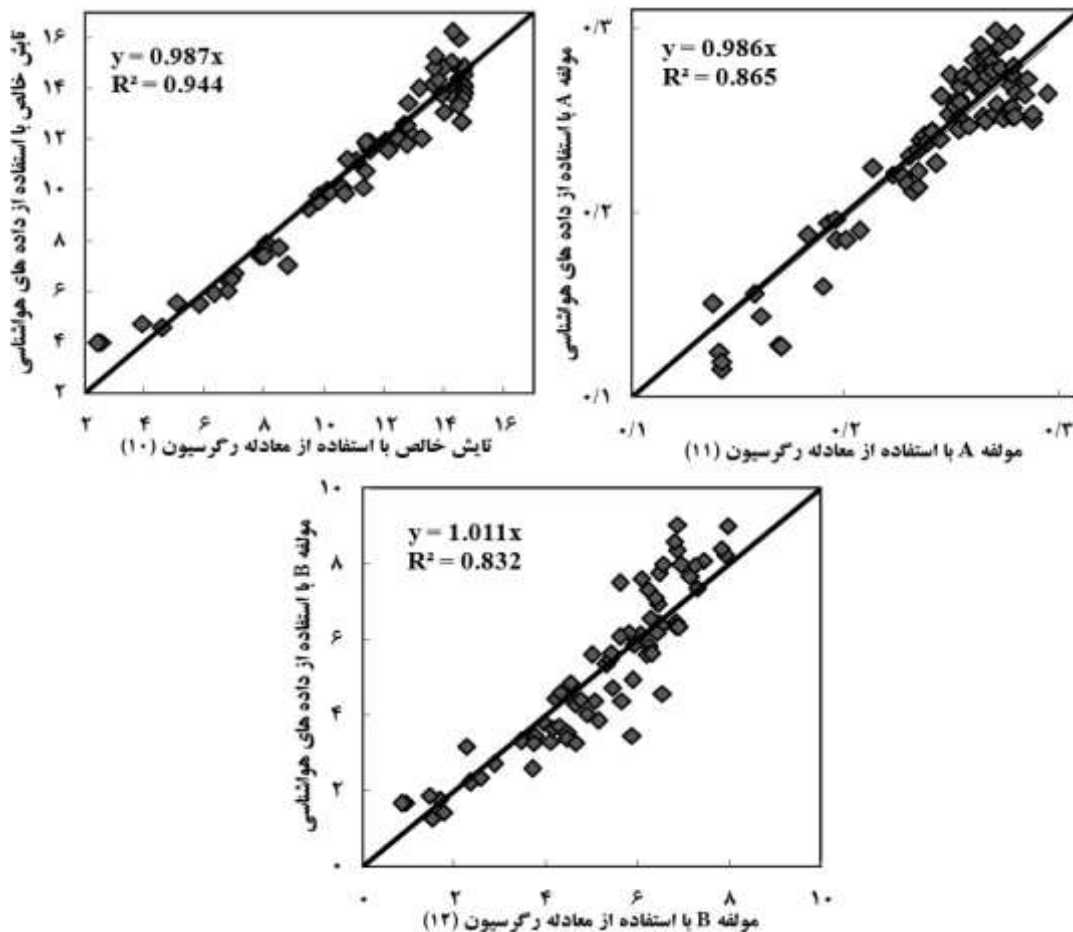 تابش خالص با استفاده از داده های هواشناسی
y = 0.987x
R² = 0.944
۱۶
۱۴
۱۲
۱۰
۸
۶
۴
۲
۲ ۴ ۶ ۸ ۱۰ ۱۲ ۱۴ ۱۶
تابش خالص با استفاده از معادله رگرسیون (۱۰)
مولفه A با استفاده از داده های هواشناسی
y = 0.986x
R² = 0.865
۰/۳
۰/۲
۰/۱
۰/۱ ۰/۲ ۰/۳
مولفه A با استفاده از معادله رگرسیون (۱۱)
مولفه B با استفاده از داده های هواشناسی
y = 1.011x
R² = 0.832
۱۰
۸
۶
۴
۲
۰
۰ ۲ ۴ ۶ ۸ ۱۰
مولفه B با استفاده از معادله رگرسیون (۱۲)